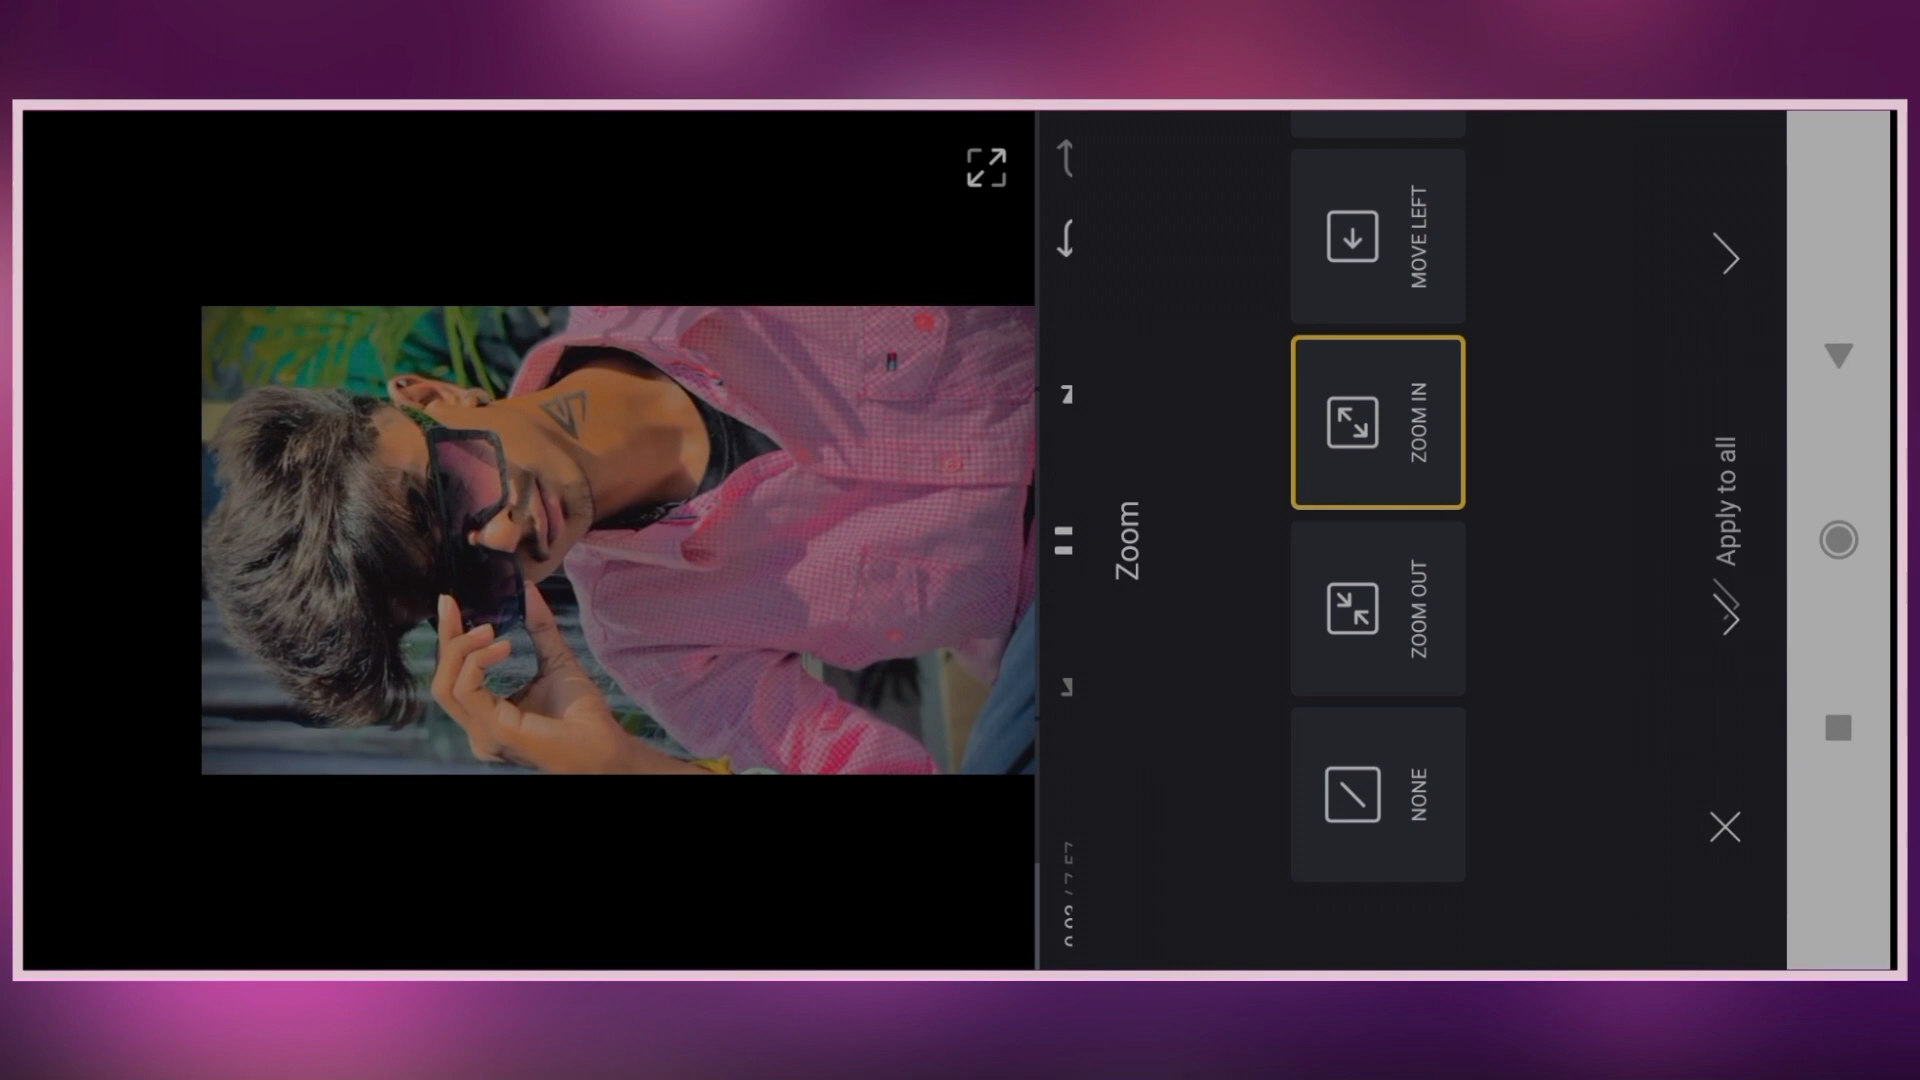 Zoom
NONE
ZOOM OUT
ZOOM IN
MOVE LEFT
Apply to all